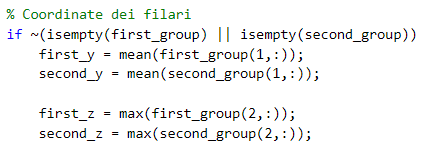 % Coordinate dei filari
if ~(isempty(first_group) || isempty(second_group))
    first_y = mean(first_group(1,:));
    second_y = mean(second_group(1,:));

    first_z = max(first_group(2,:));
    second_z = max(second_group(2,:));